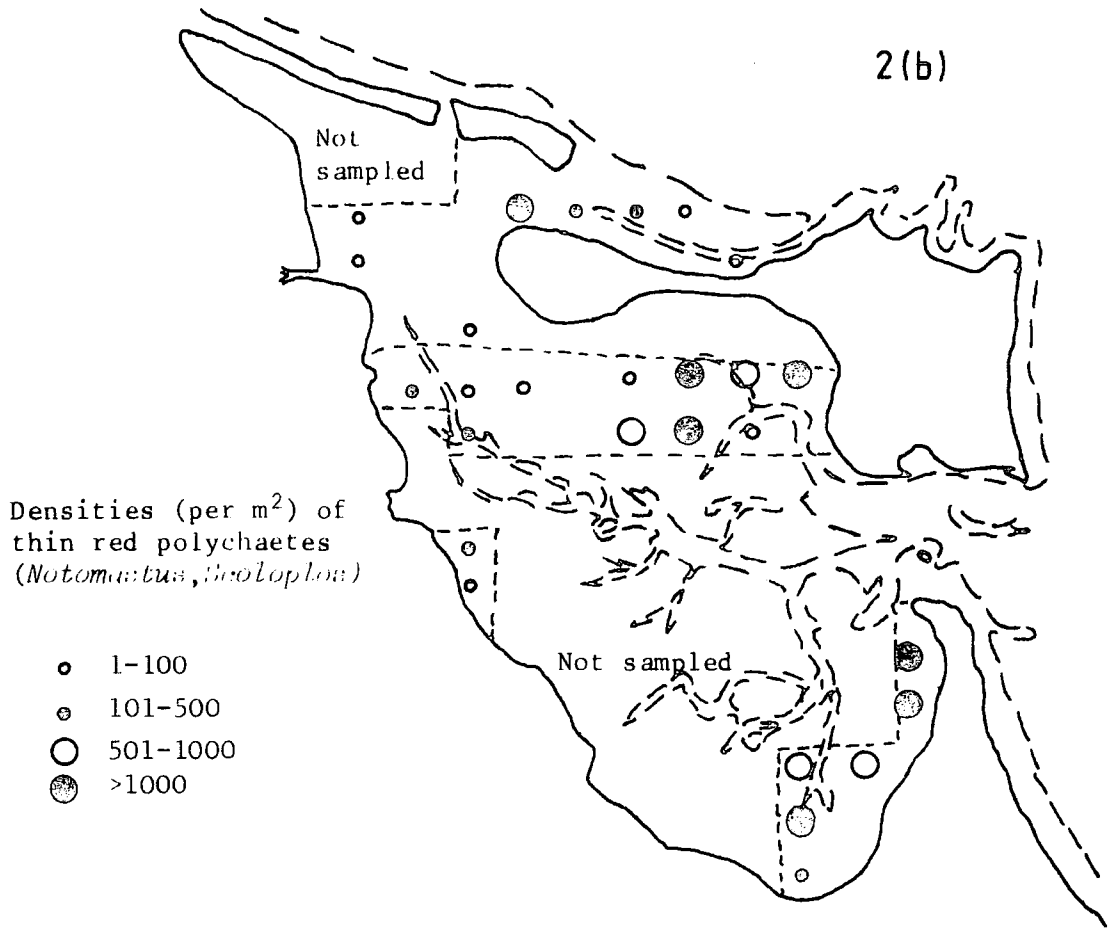 2(b)
Not
sampled
Densities (per m²) of
thin red polychaetes
(Notomastus, Scoloplos)
1-100
101-500
501-1000
>1000
Not sampled